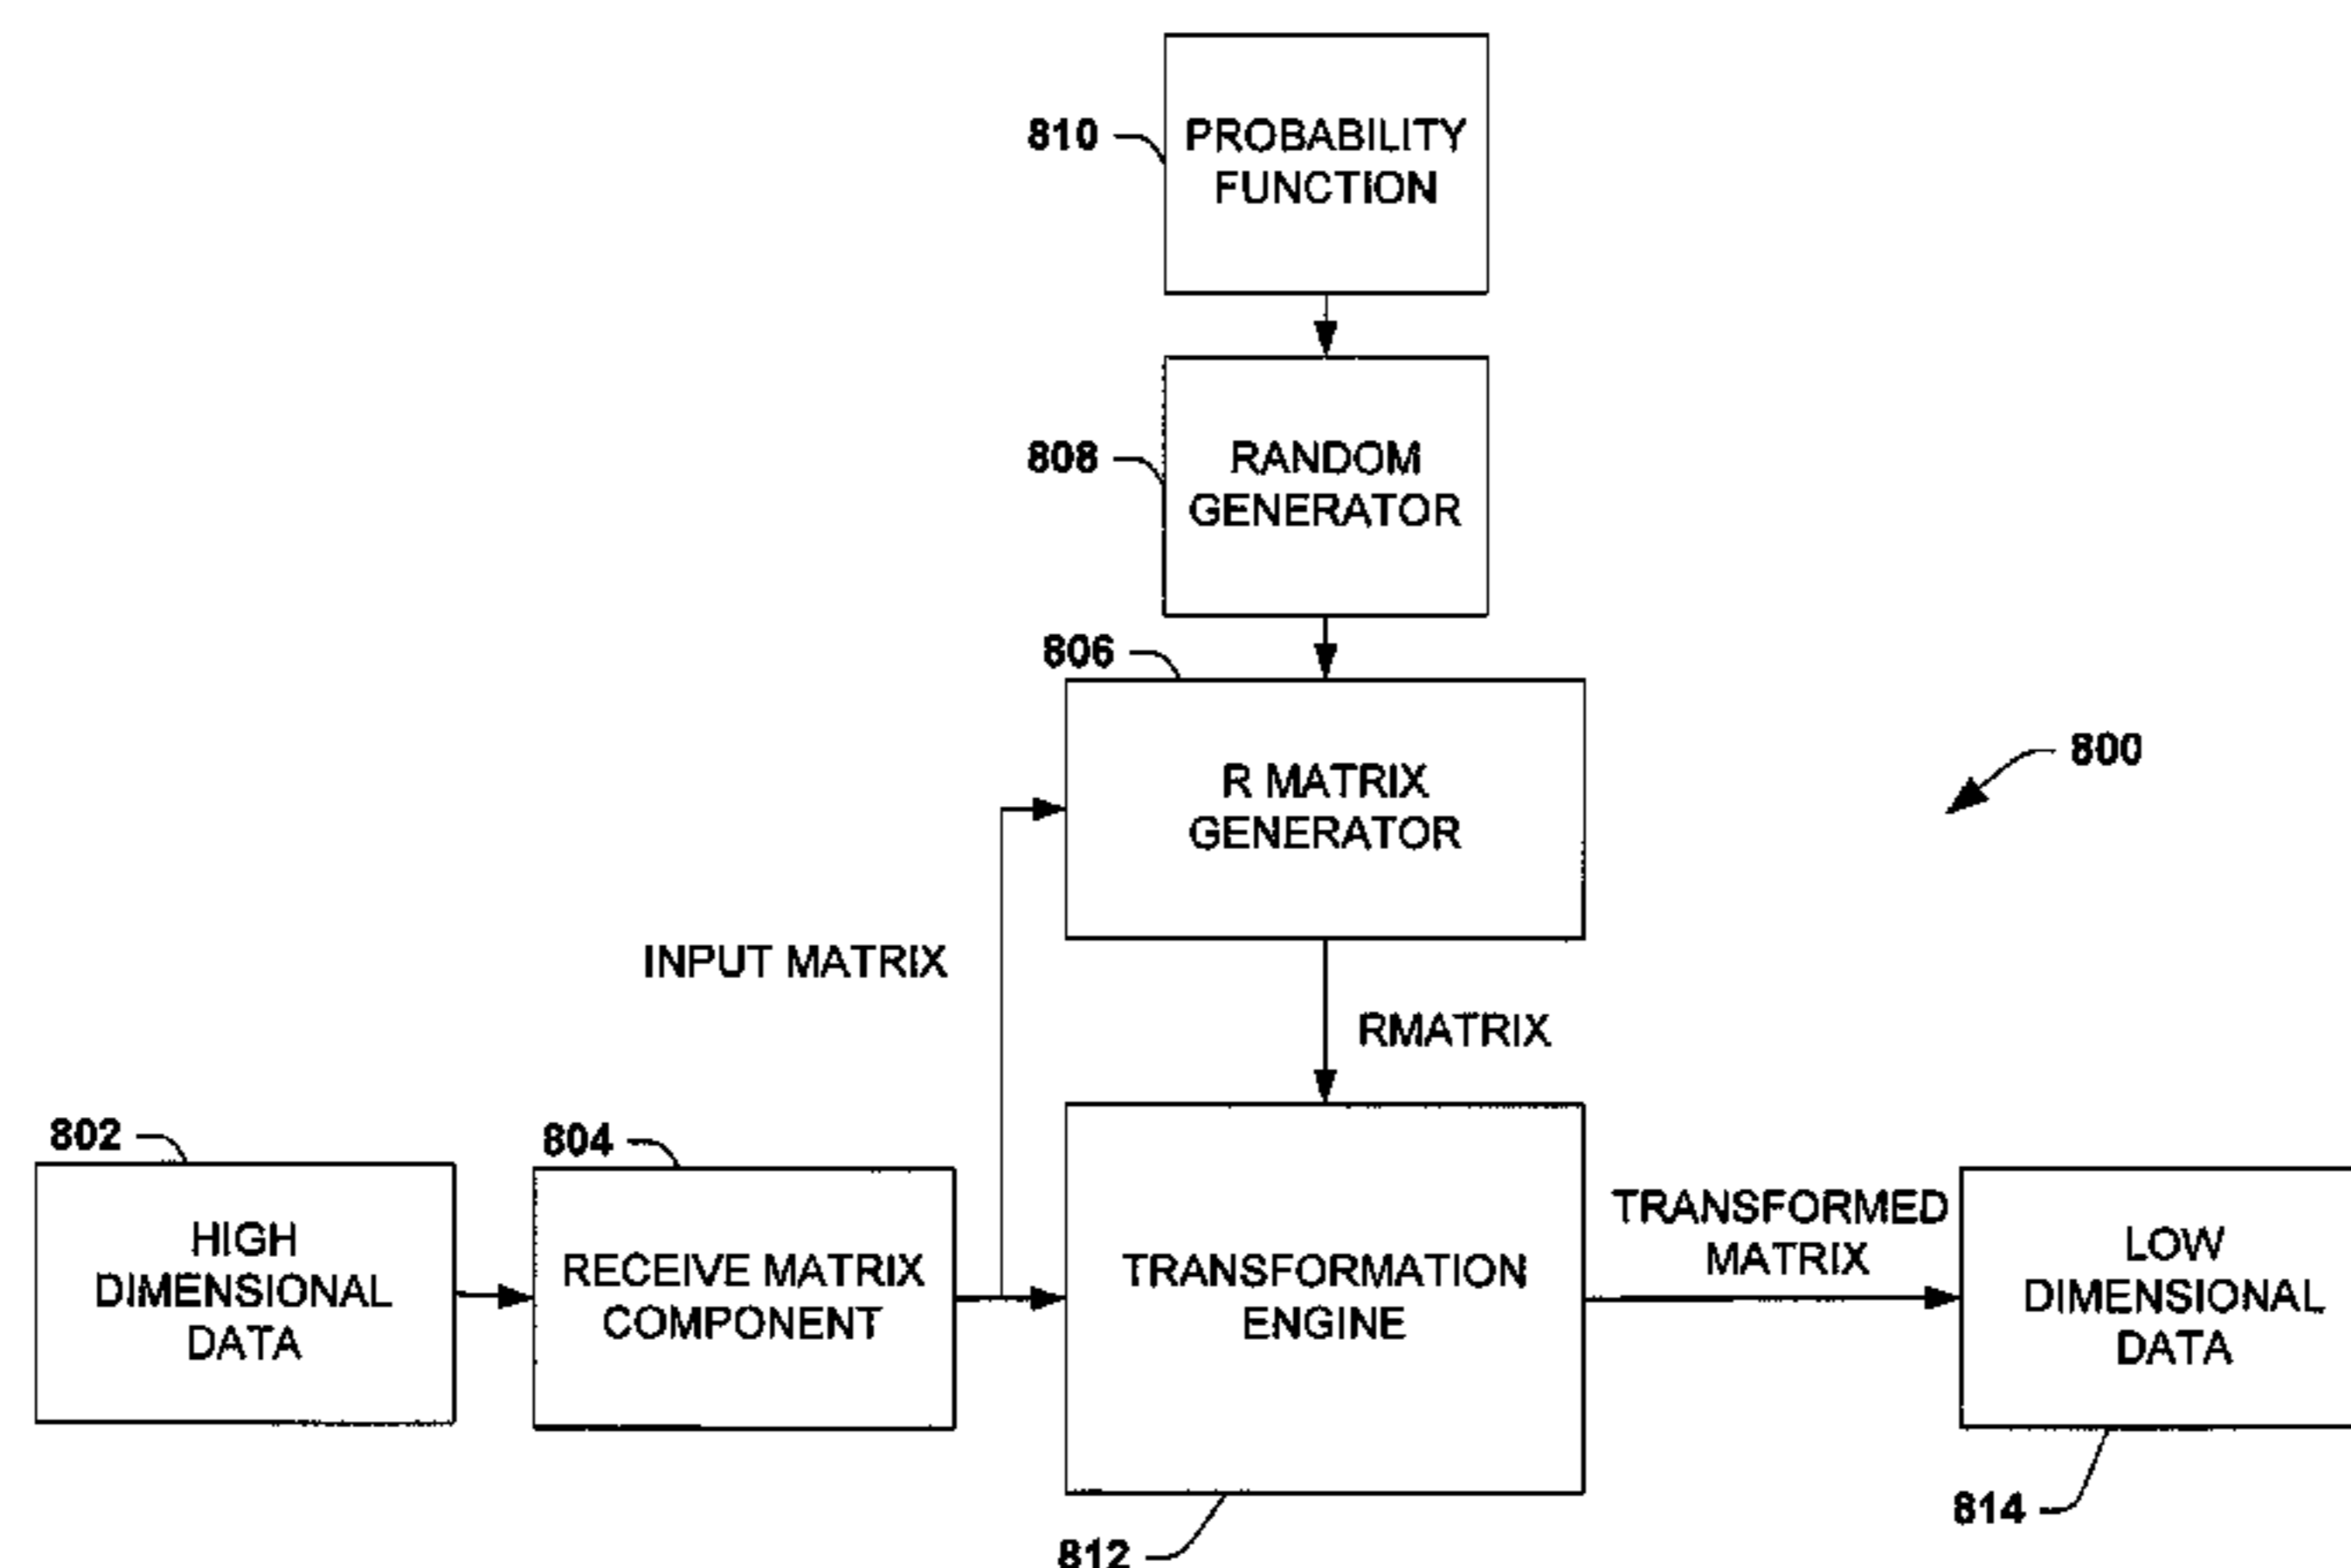 810
PROBABILITY
FUNCTION
808
RANDOM
GENERATOR
806
R MATRIX
GENERATOR
800
INPUT MATRIX
RMATRIX
802
HIGH
DIMENSIONAL
DATA
804
RECEIVE MATRIX
COMPONENT
TRANSFORMATION
ENGINE
812
TRANSFORMED
MATRIX
LOW
DIMENSIONAL
DATA
814